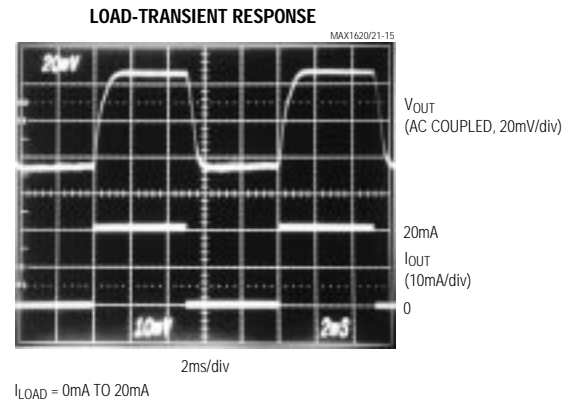 LOAD-TRANSIENT RESPONSE
MAX1620/21-15
20mV
VOUT
(AC COUPLED, 20mV/div)
20mA
IOUT
(10mA/div)
0
10mV
2mS
2ms/div
ILOAD = 0mA TO 20mA